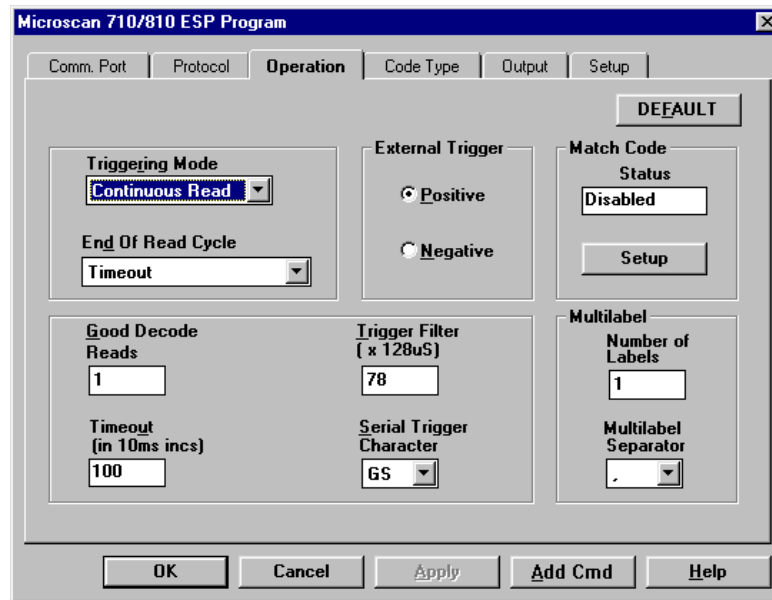 Microscan 710/810 ESP Program
Comm. Port
Protocol
Operation
Code Type
Output
Setup
DEFAULT
Triggering Mode
Continuous Read
End Of Read Cycle
Timeout
External Trigger
Positive
Negative
Match Code
Status
Disabled
Setup
Good Decode
Reads
1
Trigger Filter
( x 128uS)
78
Timeout
(in 10ms incs)
100
Serial Trigger
Character
GS
Multilabel
Number of
Labels
1
Multilabel
Separator
,
OK
Cancel
Apply
Add Cmd
Help